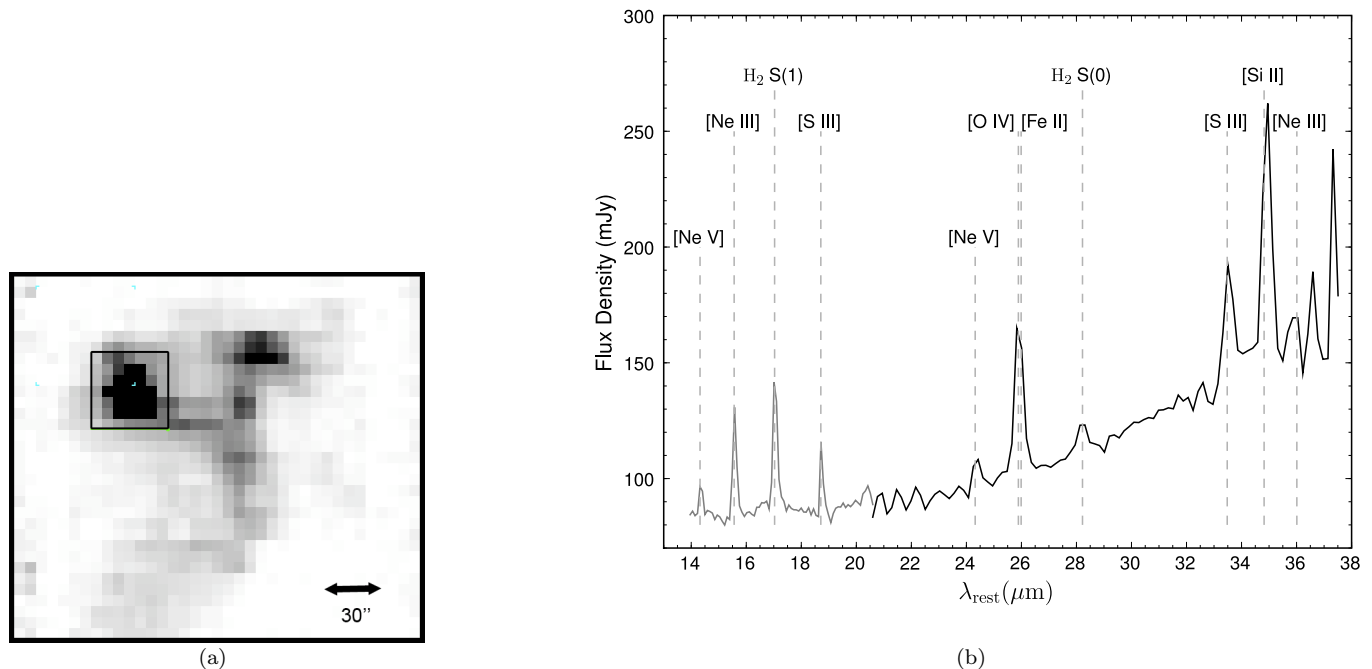 30’’
(a)
300
250
200
150
100
Flux Density (mJy)
H₂ S(1)
H₂ S(0)
[Si II]
[Ne III]
[S III]
[O IV]
[Fe II]
[S III]
[Ne III]
[Ne V]
[Ne V]
14 16 18 20 22 24 26 28 30 32 34 36 38
λrest(μm)
(b)